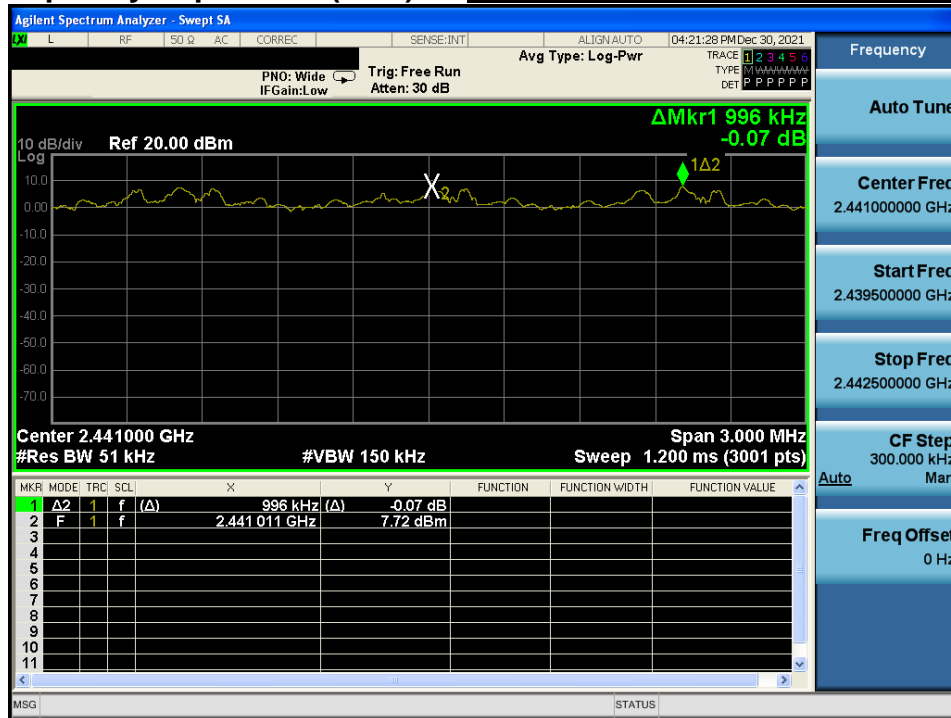 Agilent Spectrum Analyzer - Swept SA
LXI L RF 50 Ω AC CORREC SENSE:INT ALIGN AUTO 04:21:28 PM Dec 30, 2021
Frequency
Avg Type: Log-Pwr
TRACE 1 2 3 4 5 6
PNO: Wide Trig: Free Run
TYPE M W W W W W
IFGain:Low Atten: 30 dB
DET P P P P P P
Auto Tune
ΔMkr1 996 kHz
-0.07 dB
10 dB/div Ref 20.00 dBm
Log
1Δ2
10.0
2
0.00
-10.0
-20.0
-30.0
-40.0
-50.0
-60.0
-70.0
Center Freq
2.441000000 GHz
Start Freq
2.439500000 GHz
Stop Freq
2.442500000 GHz
Center 2.441000 GHz Span 3.000 MHz
#Res BW 51 kHz #VBW 150 kHz Sweep 1.200 ms (3001 pts)
CF Step
300.000 kHz
Auto Man
MKR MODE TRC SCL X Y FUNCTION FUNCTION WIDTH FUNCTION VALUE
1 Δ2 1 f (Δ) 996 kHz (Δ) -0.07 dB
2 F 1 f 2.441 011 GHz 7.72 dBm
3
4
5
6
7
8
9
10
11
Freq Offset
0 Hz
MSG STATUS